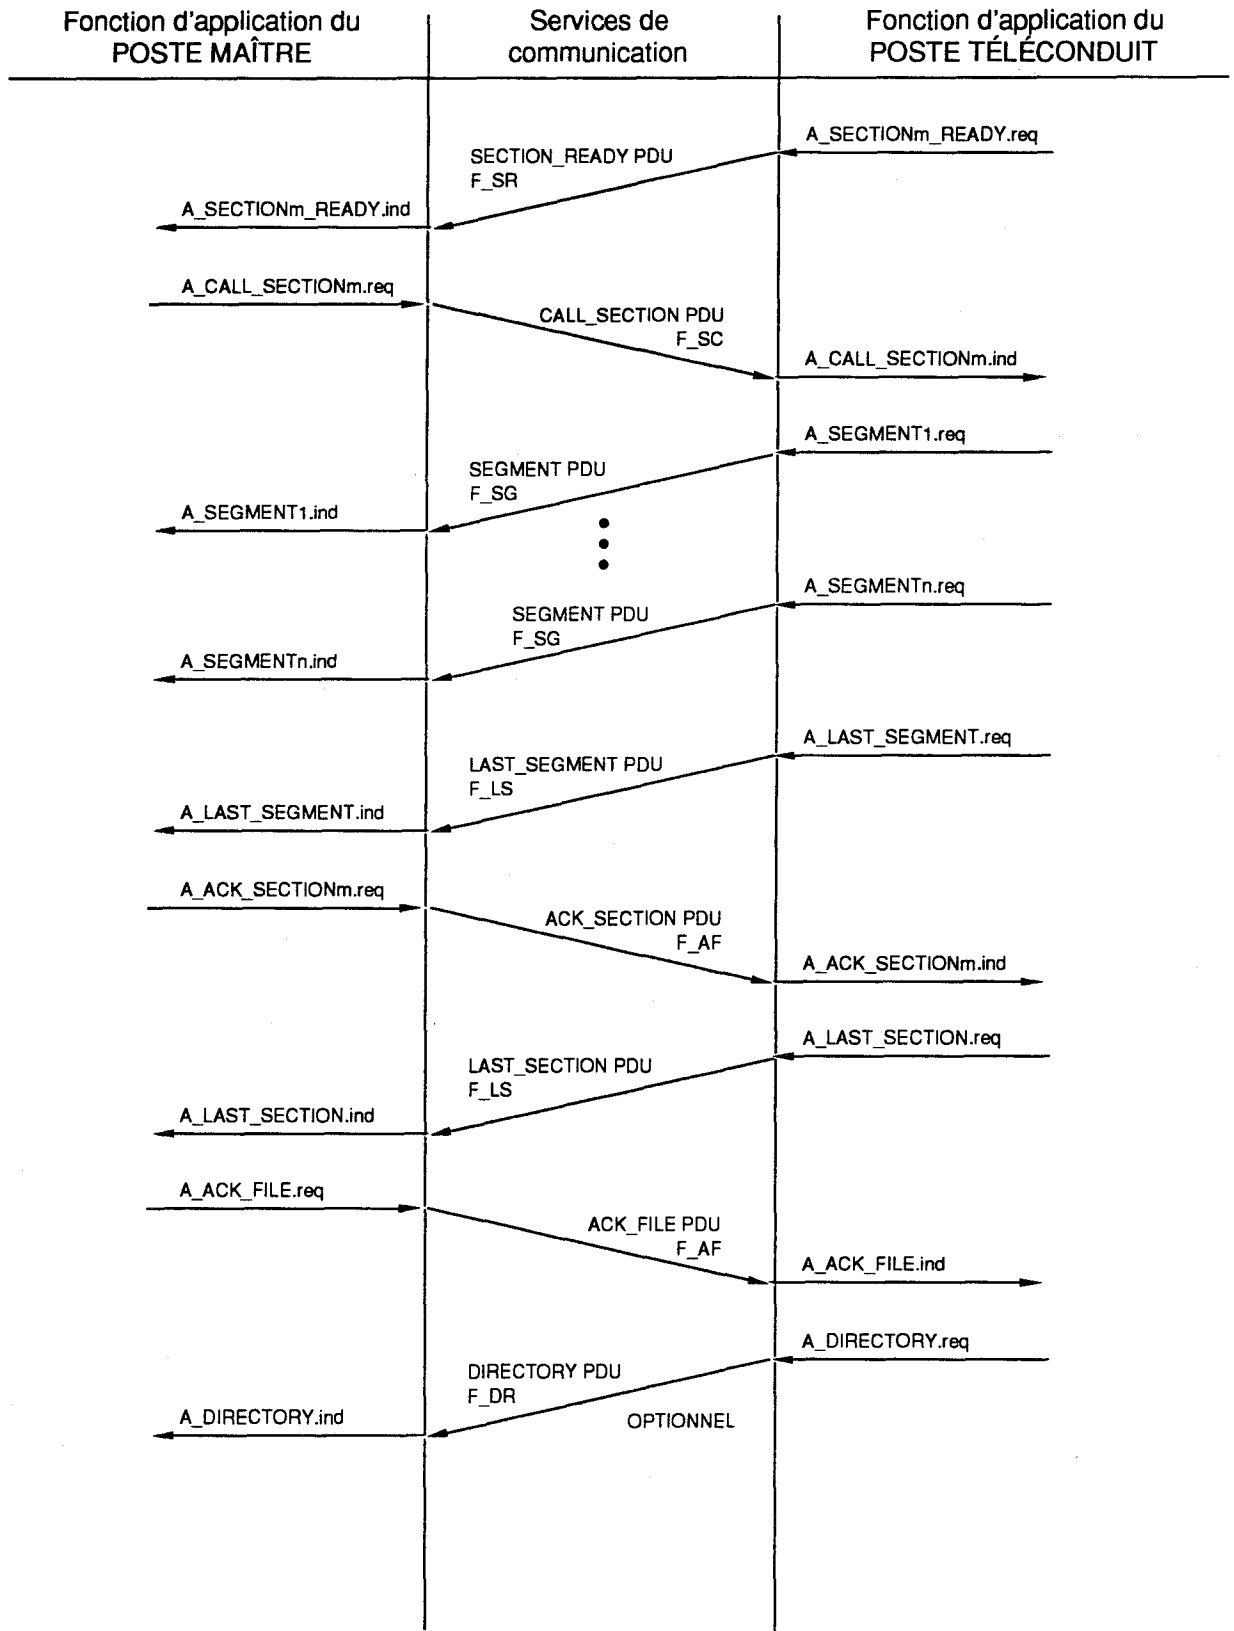 Fonction d'application du
POSTE MAÎTRE
Services de
communication
Fonction d'application du
POSTE TÉLÉCONDUIT
A_SECTIONm_READY.req
SECTION_READY PDU
F_SR
A_SECTIONm_READY.ind
A_CALL_SECTIONm.req
CALL_SECTION PDU
F_SC
A_CALL_SECTIONm.ind
A_SEGMENT1.req
SEGMENT PDU
F_SG
A_SEGMENT1.ind
A_SEGMENTn.req
SEGMENT PDU
F_SG
A_SEGMENTn.ind
A_LAST_SEGMENT.req
LAST_SEGMENT PDU
F_LS
A_LAST_SEGMENT.ind
A_ACK_SECTIONm.req
ACK_SECTION PDU
F_AF
A_ACK_SECTIONm.ind
A_LAST_SECTION.req
LAST_SECTION PDU
F_LS
A_LAST_SECTION.ind
A_ACK_FILE.req
ACK_FILE PDU
F_AF
A_ACK_FILE.ind
A_DIRECTORY.req
DIRECTORY PDU
F_DR
A_DIRECTORY.ind
OPTIONNEL